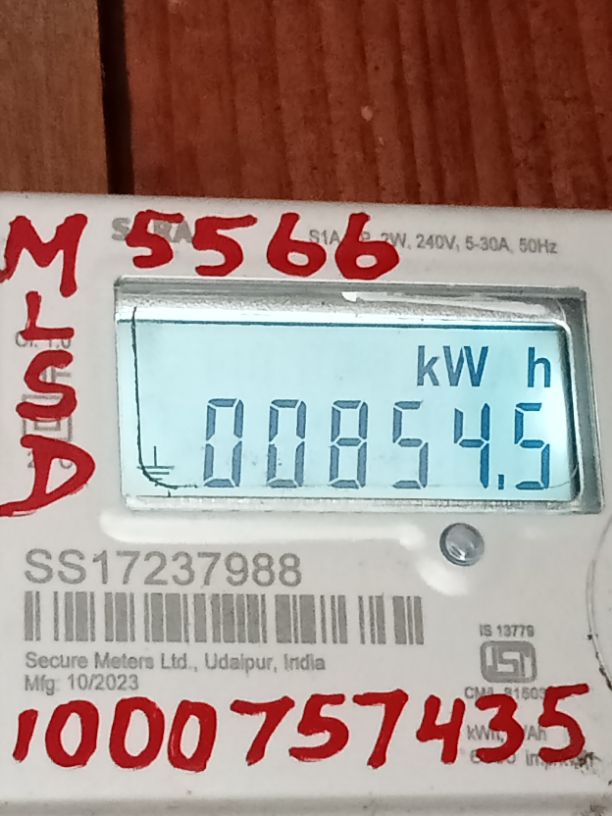 M 5566
2W, 240V, 5-30A, 50Hz
L
S
D
kW h
00854.5
SS17237988
IS 13779
Secure Meters Ltd., Udaipur, India
Mfg: 10/2023
1000757435